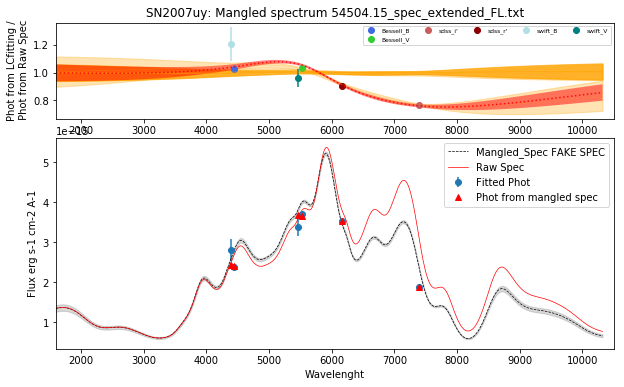 SN2007uy: Mangled spectrum 54504.15_spec_extended_FL.txt
Phot from LCfitting /
Phot from Raw Spec
1.2
1.0
0.8
Bessell_B
Bessell_V
sdss_i'
sdss_r'
swift_B
swift_V
2000 3000 4000 5000 6000 7000 8000 9000 10000
Flux erg s-1 cm-2 A-1
5
4
3
2
1
Mangled_Spec FAKE SPEC
Raw Spec
Fitted Phot
Phot from mangled spec
2000 3000 4000 5000 6000 7000 8000 9000 10000
Wavelenght